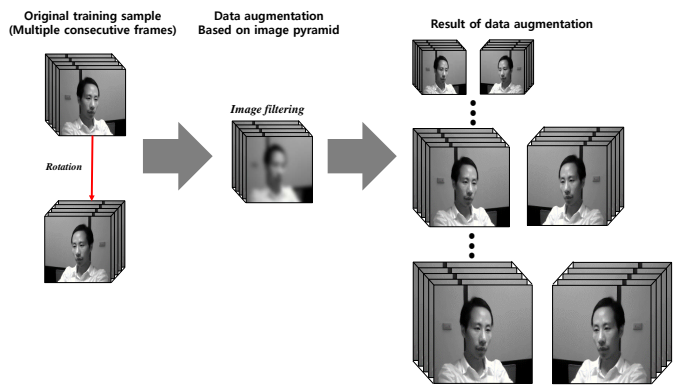 Original training sample
(Multiple consecutive frames)
Data augmentation
Based on image pyramid
Result of data augmentation
Image filtering
Rotation